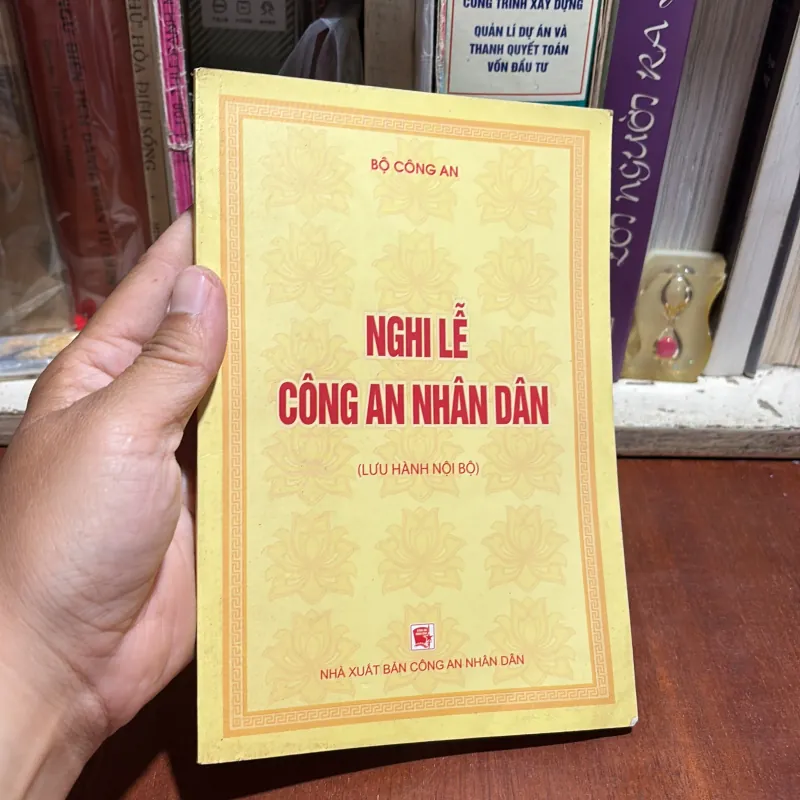 CÔNG TRÌNH XÂY DỰNG
QUẢN LÍ DỰ ÁN VÀ
THANH QUYẾT TOÁN
VỐN ĐẦU TƯ
BỘ CÔNG AN
NGHI LỄ
CÔNG AN NHÂN DÂN
(LƯU HÀNH NỘI BỘ)
NHÀ XUẤT BẢN CÔNG AN NHÂN DÂN